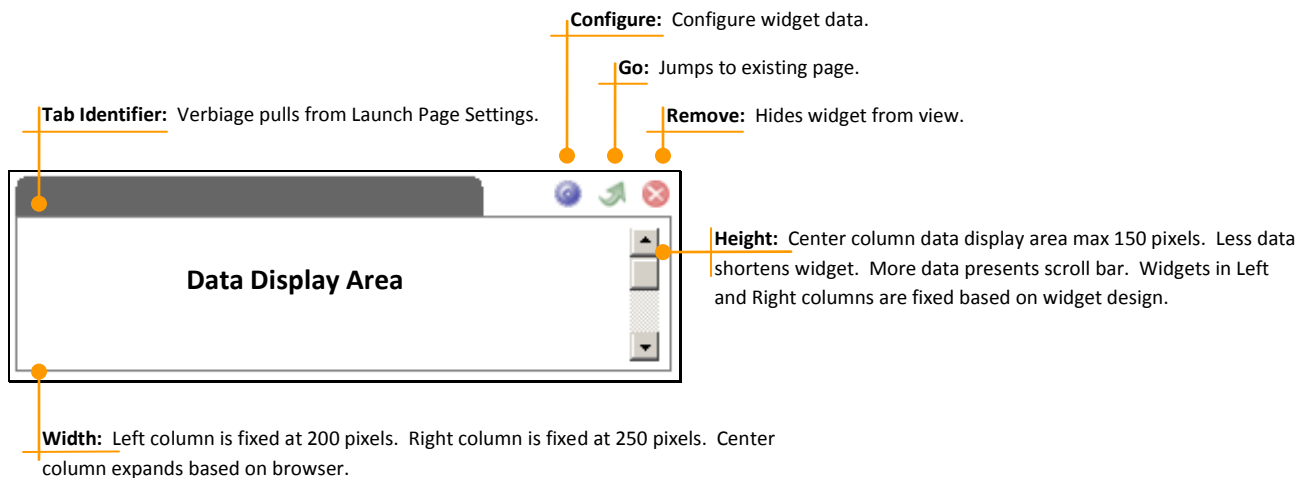 Configure: Configure widget data.
Go: Jumps to existing page.
Tab Identifier: Verbiage pulls from Launch Page Settings.
Remove: Hides widget from view.
Data Display Area
Height: Center column data display area max 150 pixels. Less data
shortens widget. More data presents scroll bar. Widgets in Left
and Right columns are fixed based on widget design.
Width: Left column is fixed at 200 pixels. Right column is fixed at 250 pixels. Center
column expands based on browser.